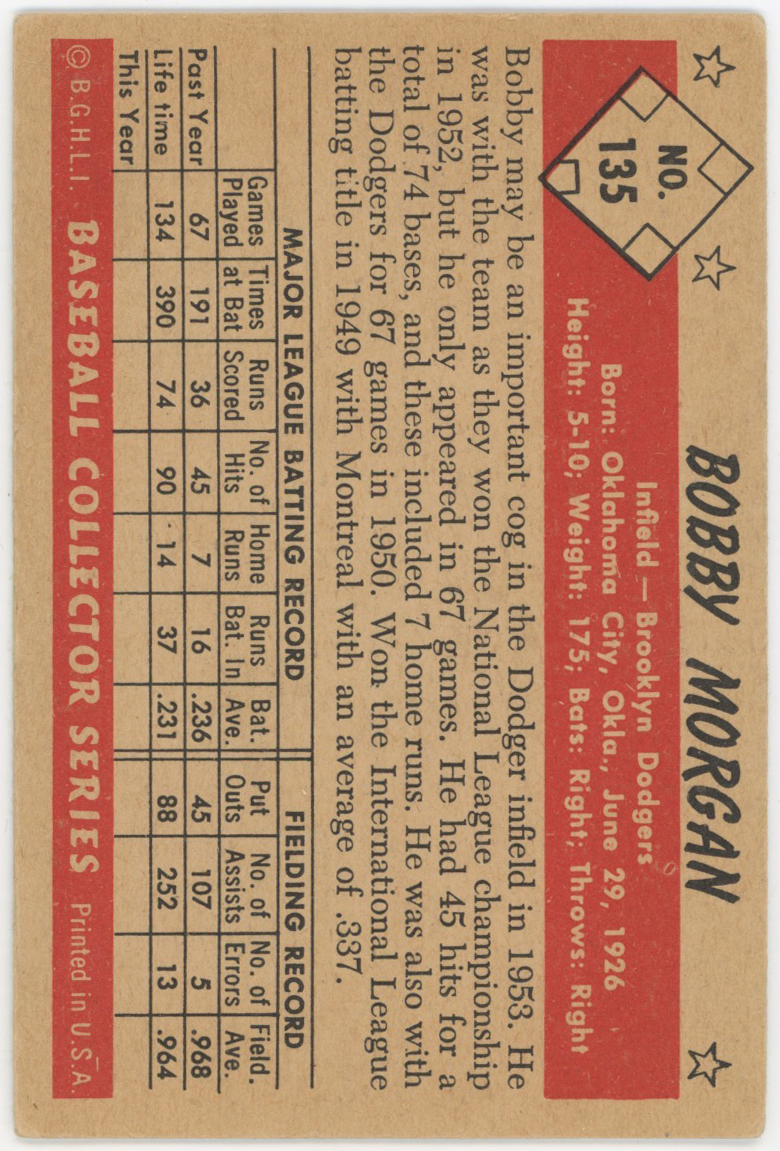 BOBBY MORGAN
NO.
135
Infield — Brooklyn Dodgers
Born: Oklahoma City, Okla., June 29, 1926
Height: 5-10; Weight: 175; Bats: Right; Throws: Right
Bobby may be an important cog in the Dodger infield in 1953. He
was with the team as they won the National League championship
in 1952, but he only appeared in 67 games. He had 45 hits for a
total of 74 bases, and these included 7 home runs. He was also with
the Dodgers for 67 games in 1950. Won the International League
batting title in 1949 with Montreal with an average of .337.
MAJOR LEAGUE BATTING RECORD FIELDING RECORD
Games Times Runs No. of Home Runs Bat. Put No. of No. of Field.
Played at Bat Scored Hits Runs Bat. In Ave. Outs Assists Errors Ave.
Past Year 67 191 36 45 7 16 .236 45 107 5 .968
Life time 134 390 74 90 14 37 .231 88 252 13 .964
This Year
© B.G.H.L.I. BASEBALL COLLECTOR SERIES Printed in U.S.A.